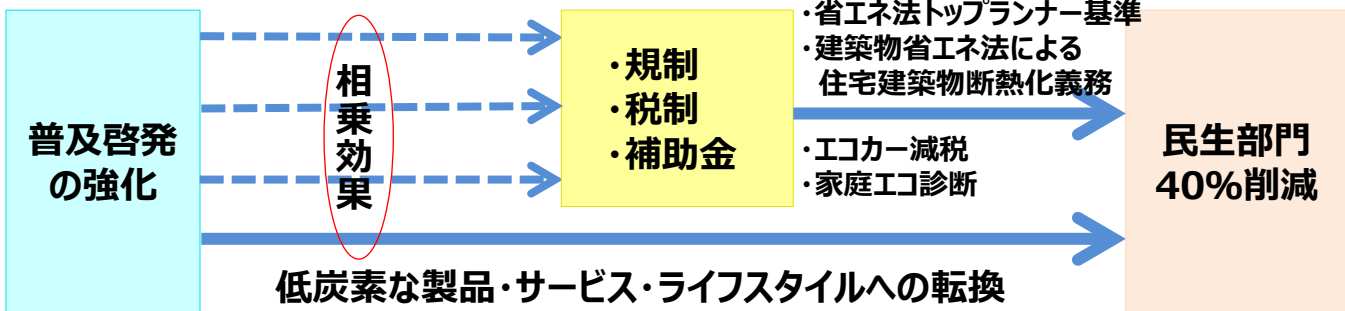 普及啓発
の強化
相乗効果
・規制
・税制
・補助金
・省エネ法トップランナー基準
・建築物省エネ法による
住宅建築物断熱化義務
・エコカー減税
・家庭エコ診断
民生部門
40%削減
低炭素な製品・サービス・ライフスタイルへの転換